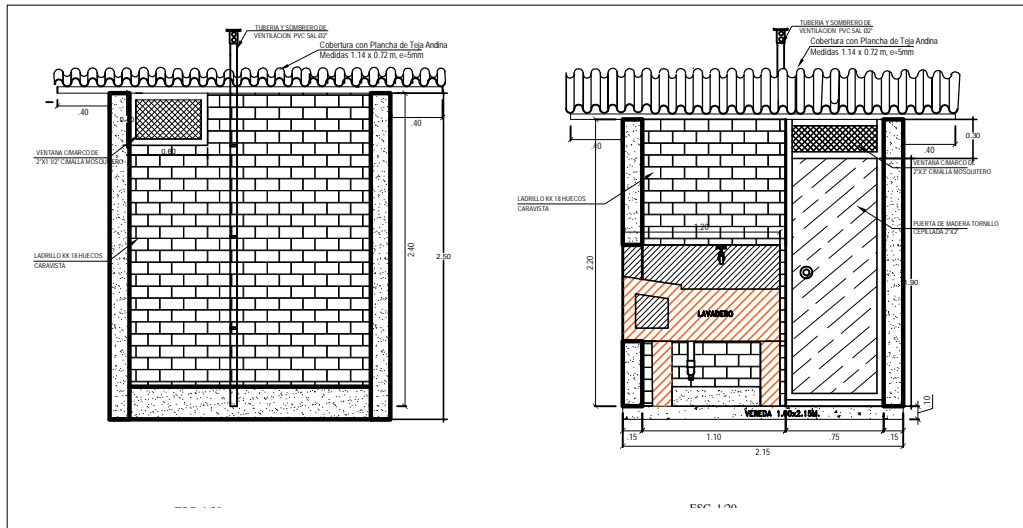 TUBERIA Y SOMBRERO DE
VENTILACION PVC SAL Ø2"
Cobertura con Plancha de Teja Andina
Medidas 1.14 x 0.72 m, e=5mm
.40
.40
0.60
VENTANA C/MARCO DE
2"X1 1/2" C/MALLA MOSQUITERO
LADRILLO KK 18 HUECOS
CARAVISTA
2.40
2.50
TUBERIA Y SOMBRERO DE
VENTILACION PVC SAL Ø2"
Cobertura con Plancha de Teja Andina
Medidas 1.14 x 0.72 m, e=5mm
.40
.40
0.30
VENTANA C/MARCO DE
2"X3" C/MALLA MOSQUITERO
LADRILLO KK 18 HUECOS
CARAVISTA
PUERTA DE MADERA TORNILLO
CEPILLADA 2"X2"
1.20
2.20
1.90
LAVADERO
VEREDA 1.00x2.15M.
.10
.15
1.10
.75
.15
2.15
ESC 1/20